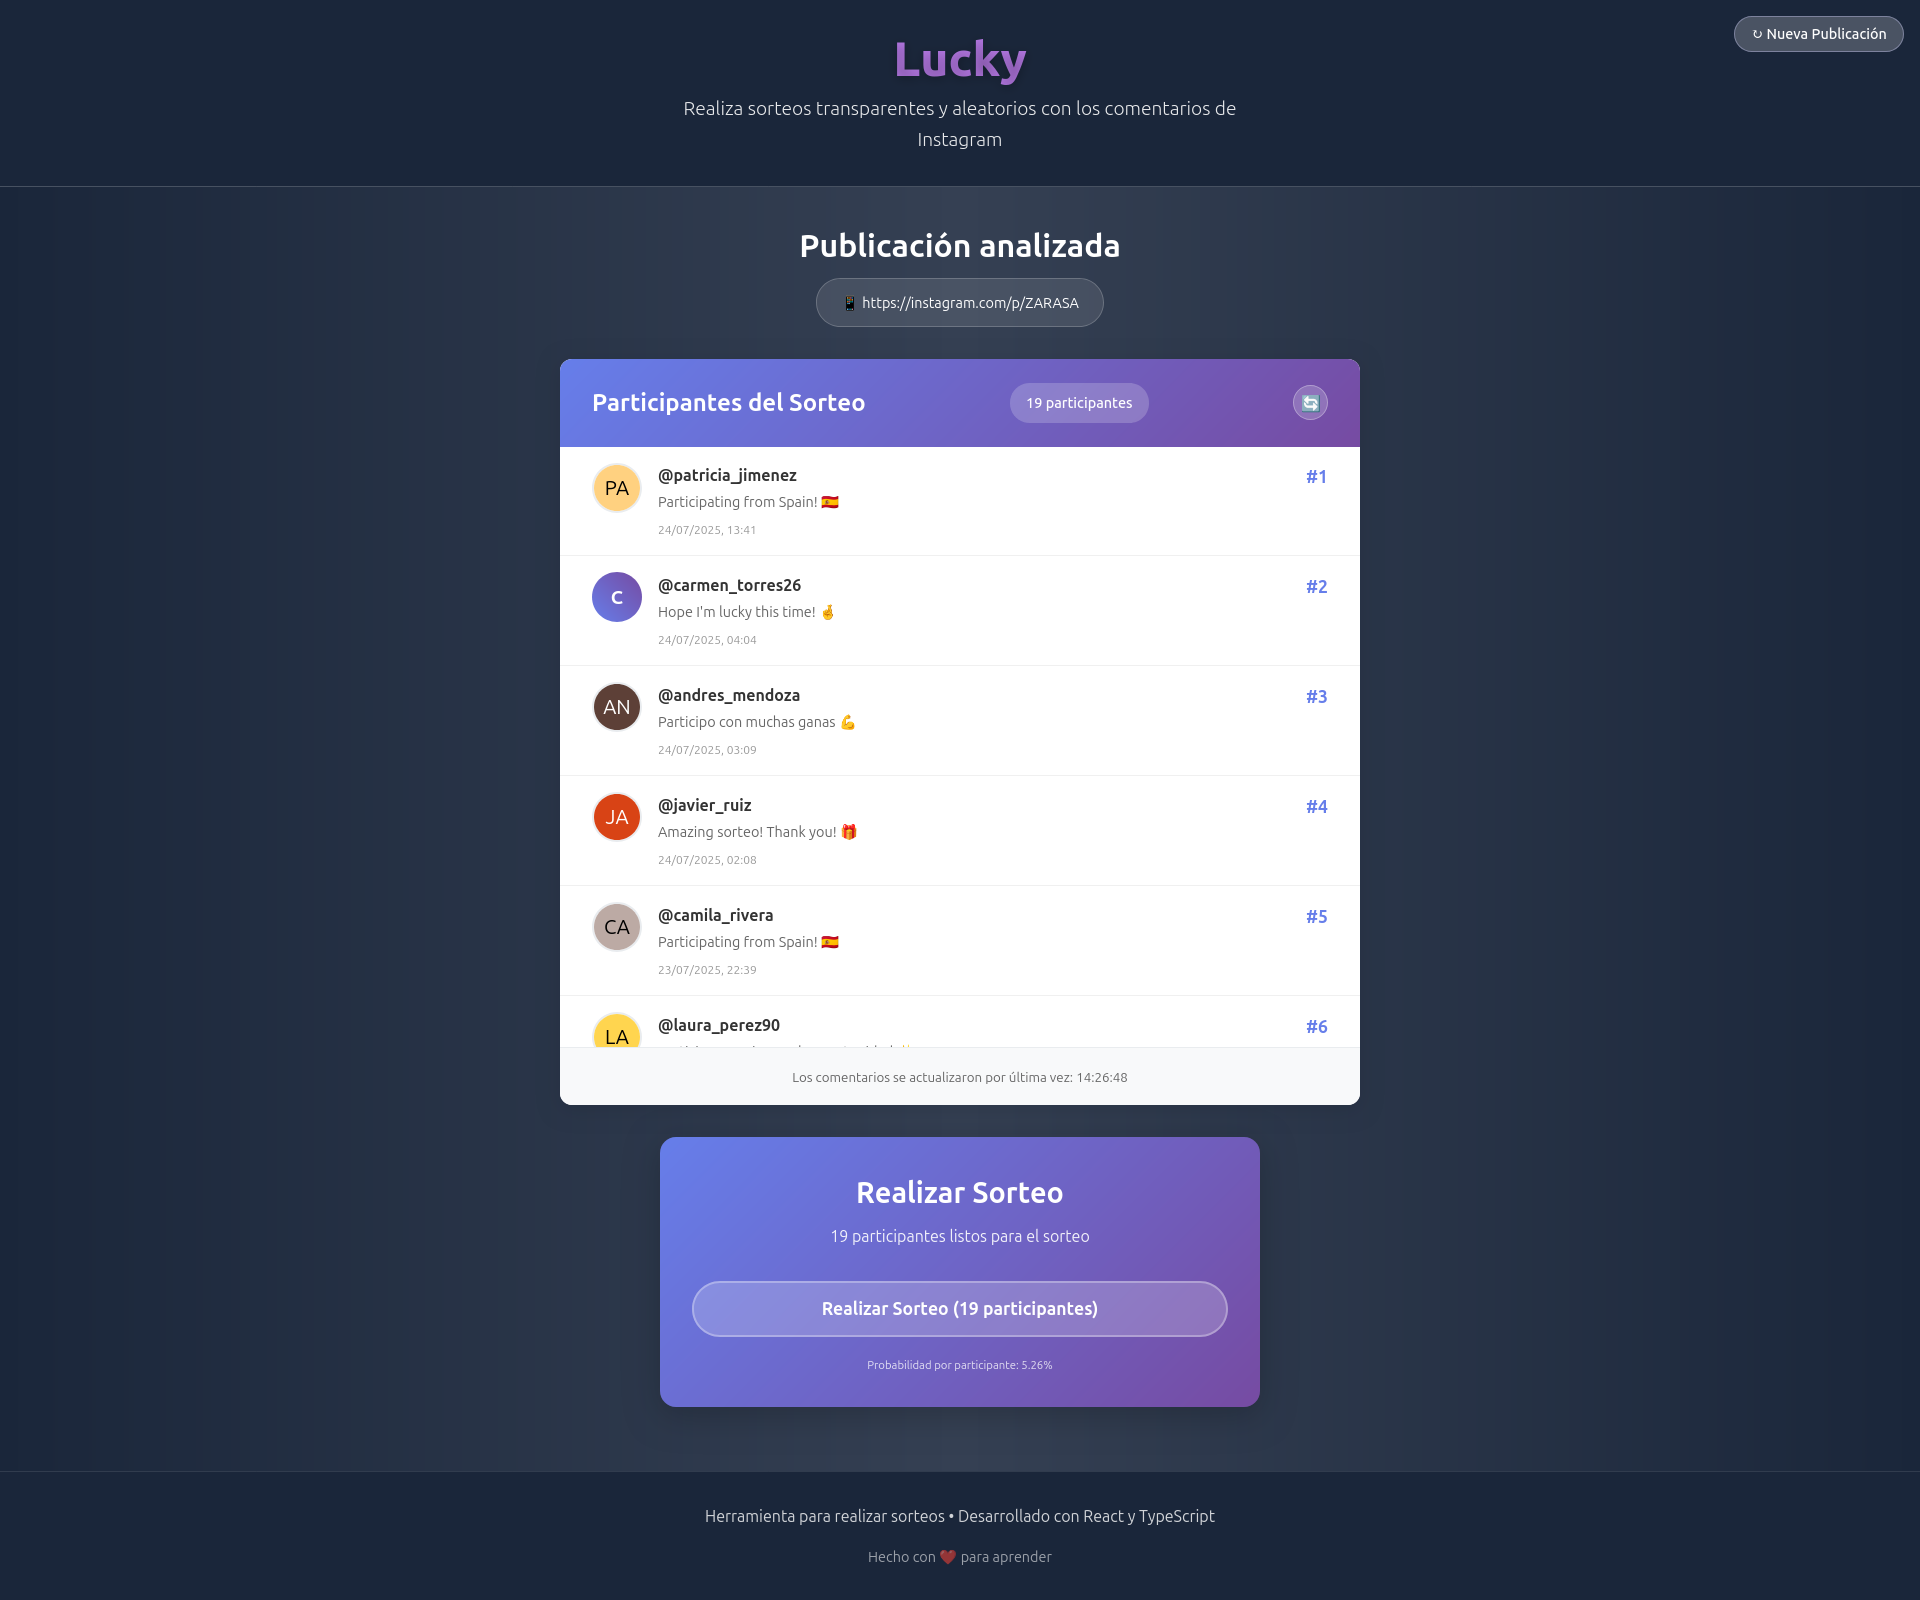 ↻ Nueva Publicación
Lucky
Realiza sorteos transparentes y aleatorios con los comentarios de
Instagram
Publicación analizada
📱 https://instagram.com/p/ZARASA
Participantes del Sorteo
19 participantes
PA
@patricia_jimenez
#1
Participating from Spain! 🇪🇸
24/07/2025, 13:41
C
@carmen_torres26
#2
Hope I'm lucky this time! 🤞
24/07/2025, 04:04
AN
@andres_mendoza
#3
Participo con muchas ganas 💪
24/07/2025, 03:09
JA
@javier_ruiz
#4
Amazing sorteo! Thank you! 🎁
24/07/2025, 02:08
CA
@camila_rivera
#5
Participating from Spain! 🇪🇸
23/07/2025, 22:39
LA
@laura_perez90
#6
Los comentarios se actualizaron por última vez: 14:26:48
Realizar Sorteo
19 participantes listos para el sorteo
Realizar Sorteo (19 participantes)
Probabilidad por participante: 5.26%
Herramienta para realizar sorteos • Desarrollado con React y TypeScript
Hecho con ❤️ para aprender